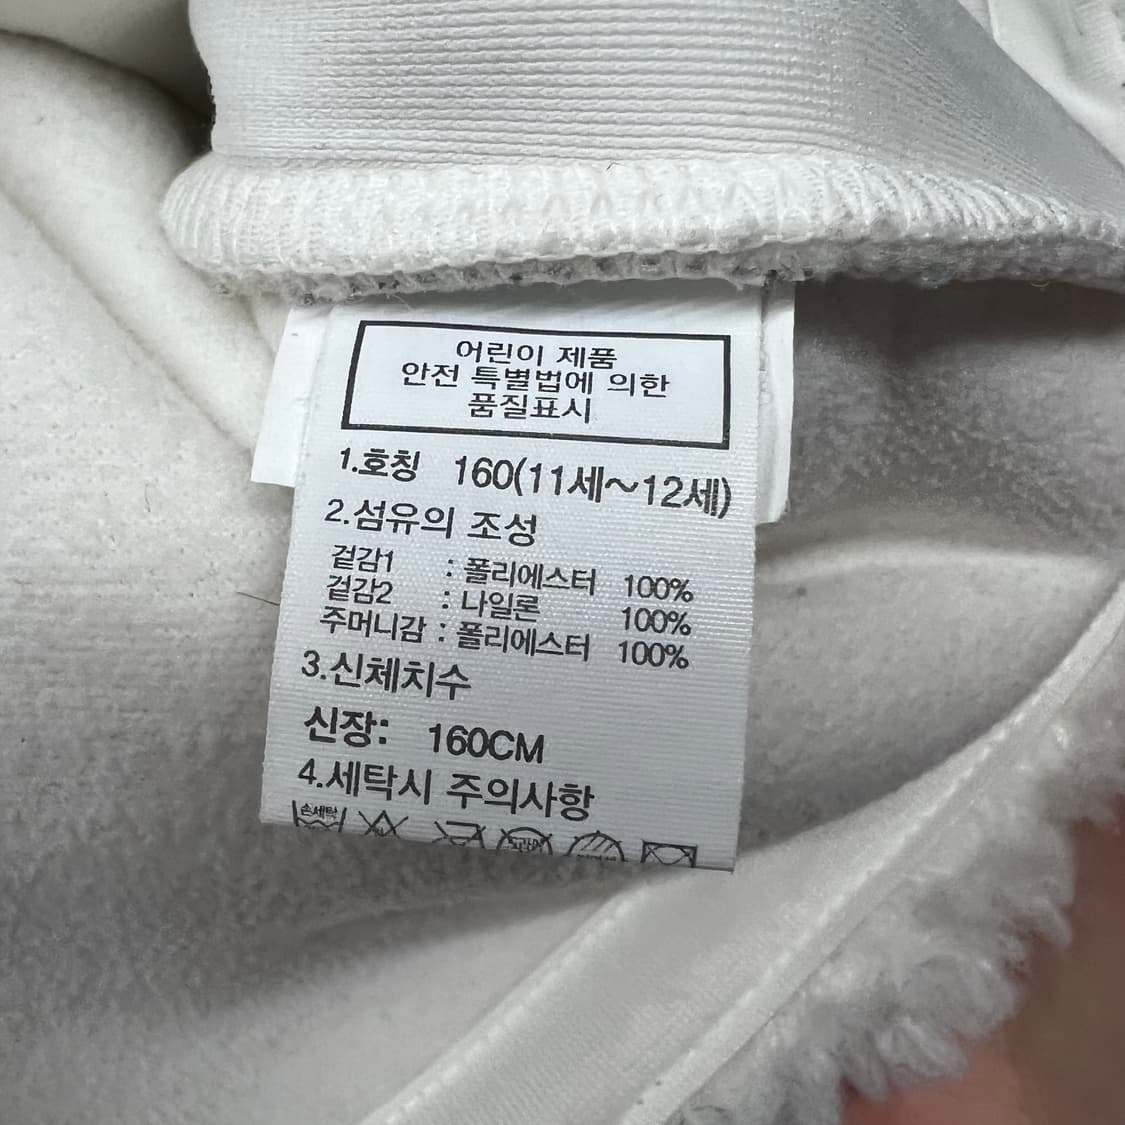 어린이 제품
안전 특별법에 의한
품질표시
1.호칭 160(11세~12세)
2.섬유의 조성
겉감1 : 폴리에스터 100%
겉감2 : 나일론 100%
주머니감 : 폴리에스터 100%
3.신체치수
신장: 160CM
4.세탁시 주의사항
손세탁